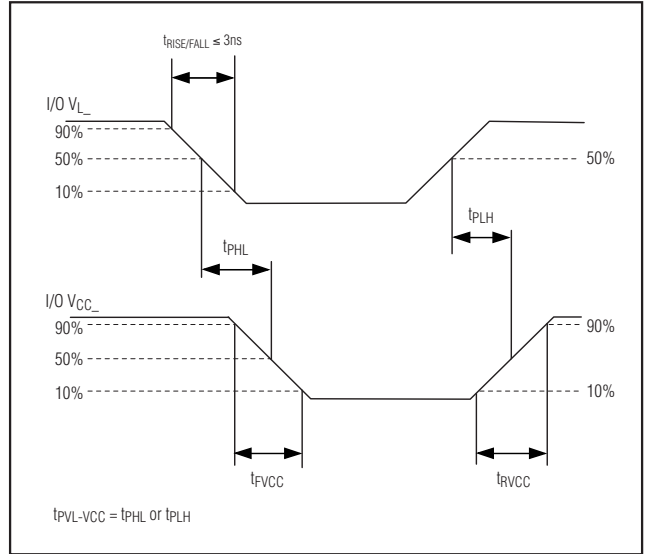 tRISE/FALL ≤ 3ns
I/O VL_
90%
50%
50%
10%
tPLH
tPHL
I/O VCC_
90%
90%
50%
10%
10%
tFVCC
tRVCC
tPVL-VCC = tPHL or tPLH